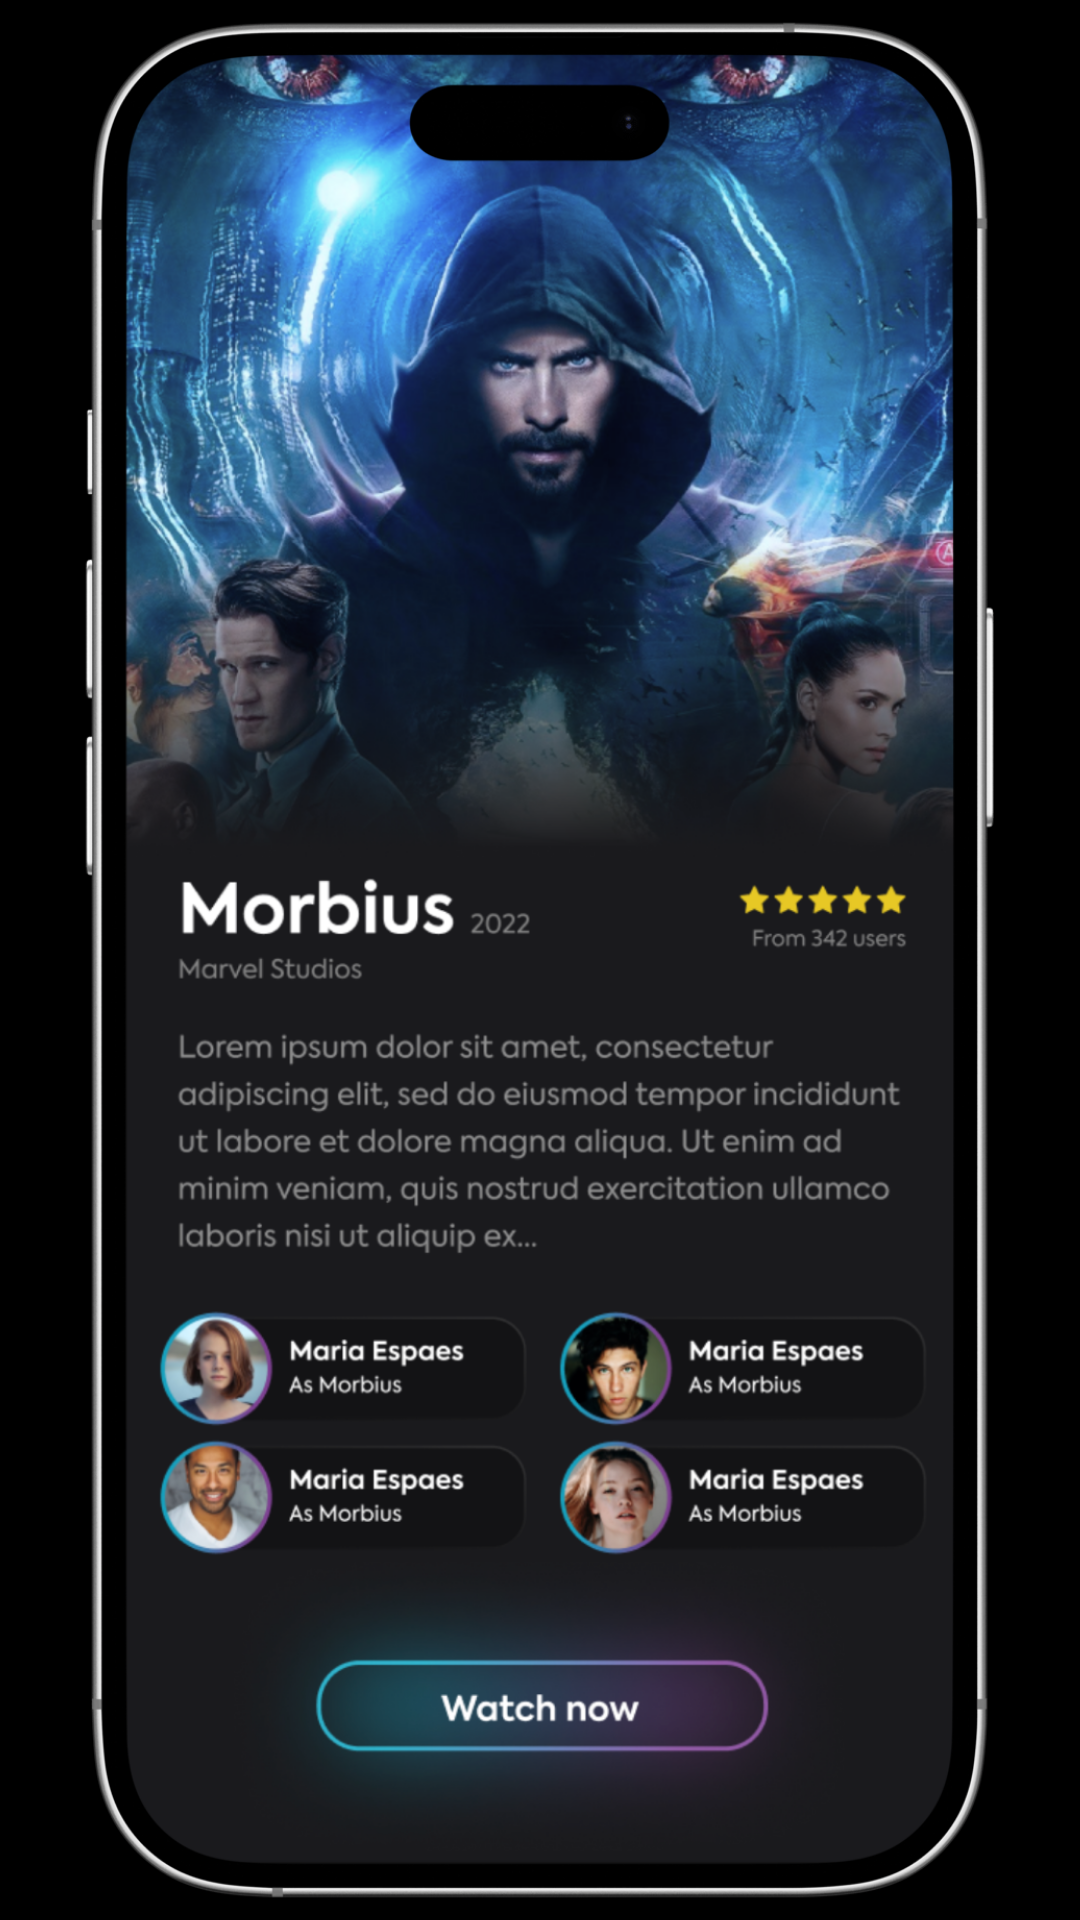 Morbius 2022
From 342 users
Marvel Studios
Lorem ipsum dolor sit amet, consectetur
adipiscing elit, sed do eiusmod tempor incididunt
ut labore et dolore magna aliqua. Ut enim ad
minim veniam, quis nostrud exercitation ullamco
laboris nisi ut aliquip ex...
Maria Espaes
As Morbius
Maria Espaes
As Morbius
Maria Espaes
As Morbius
Maria Espaes
As Morbius
Watch now